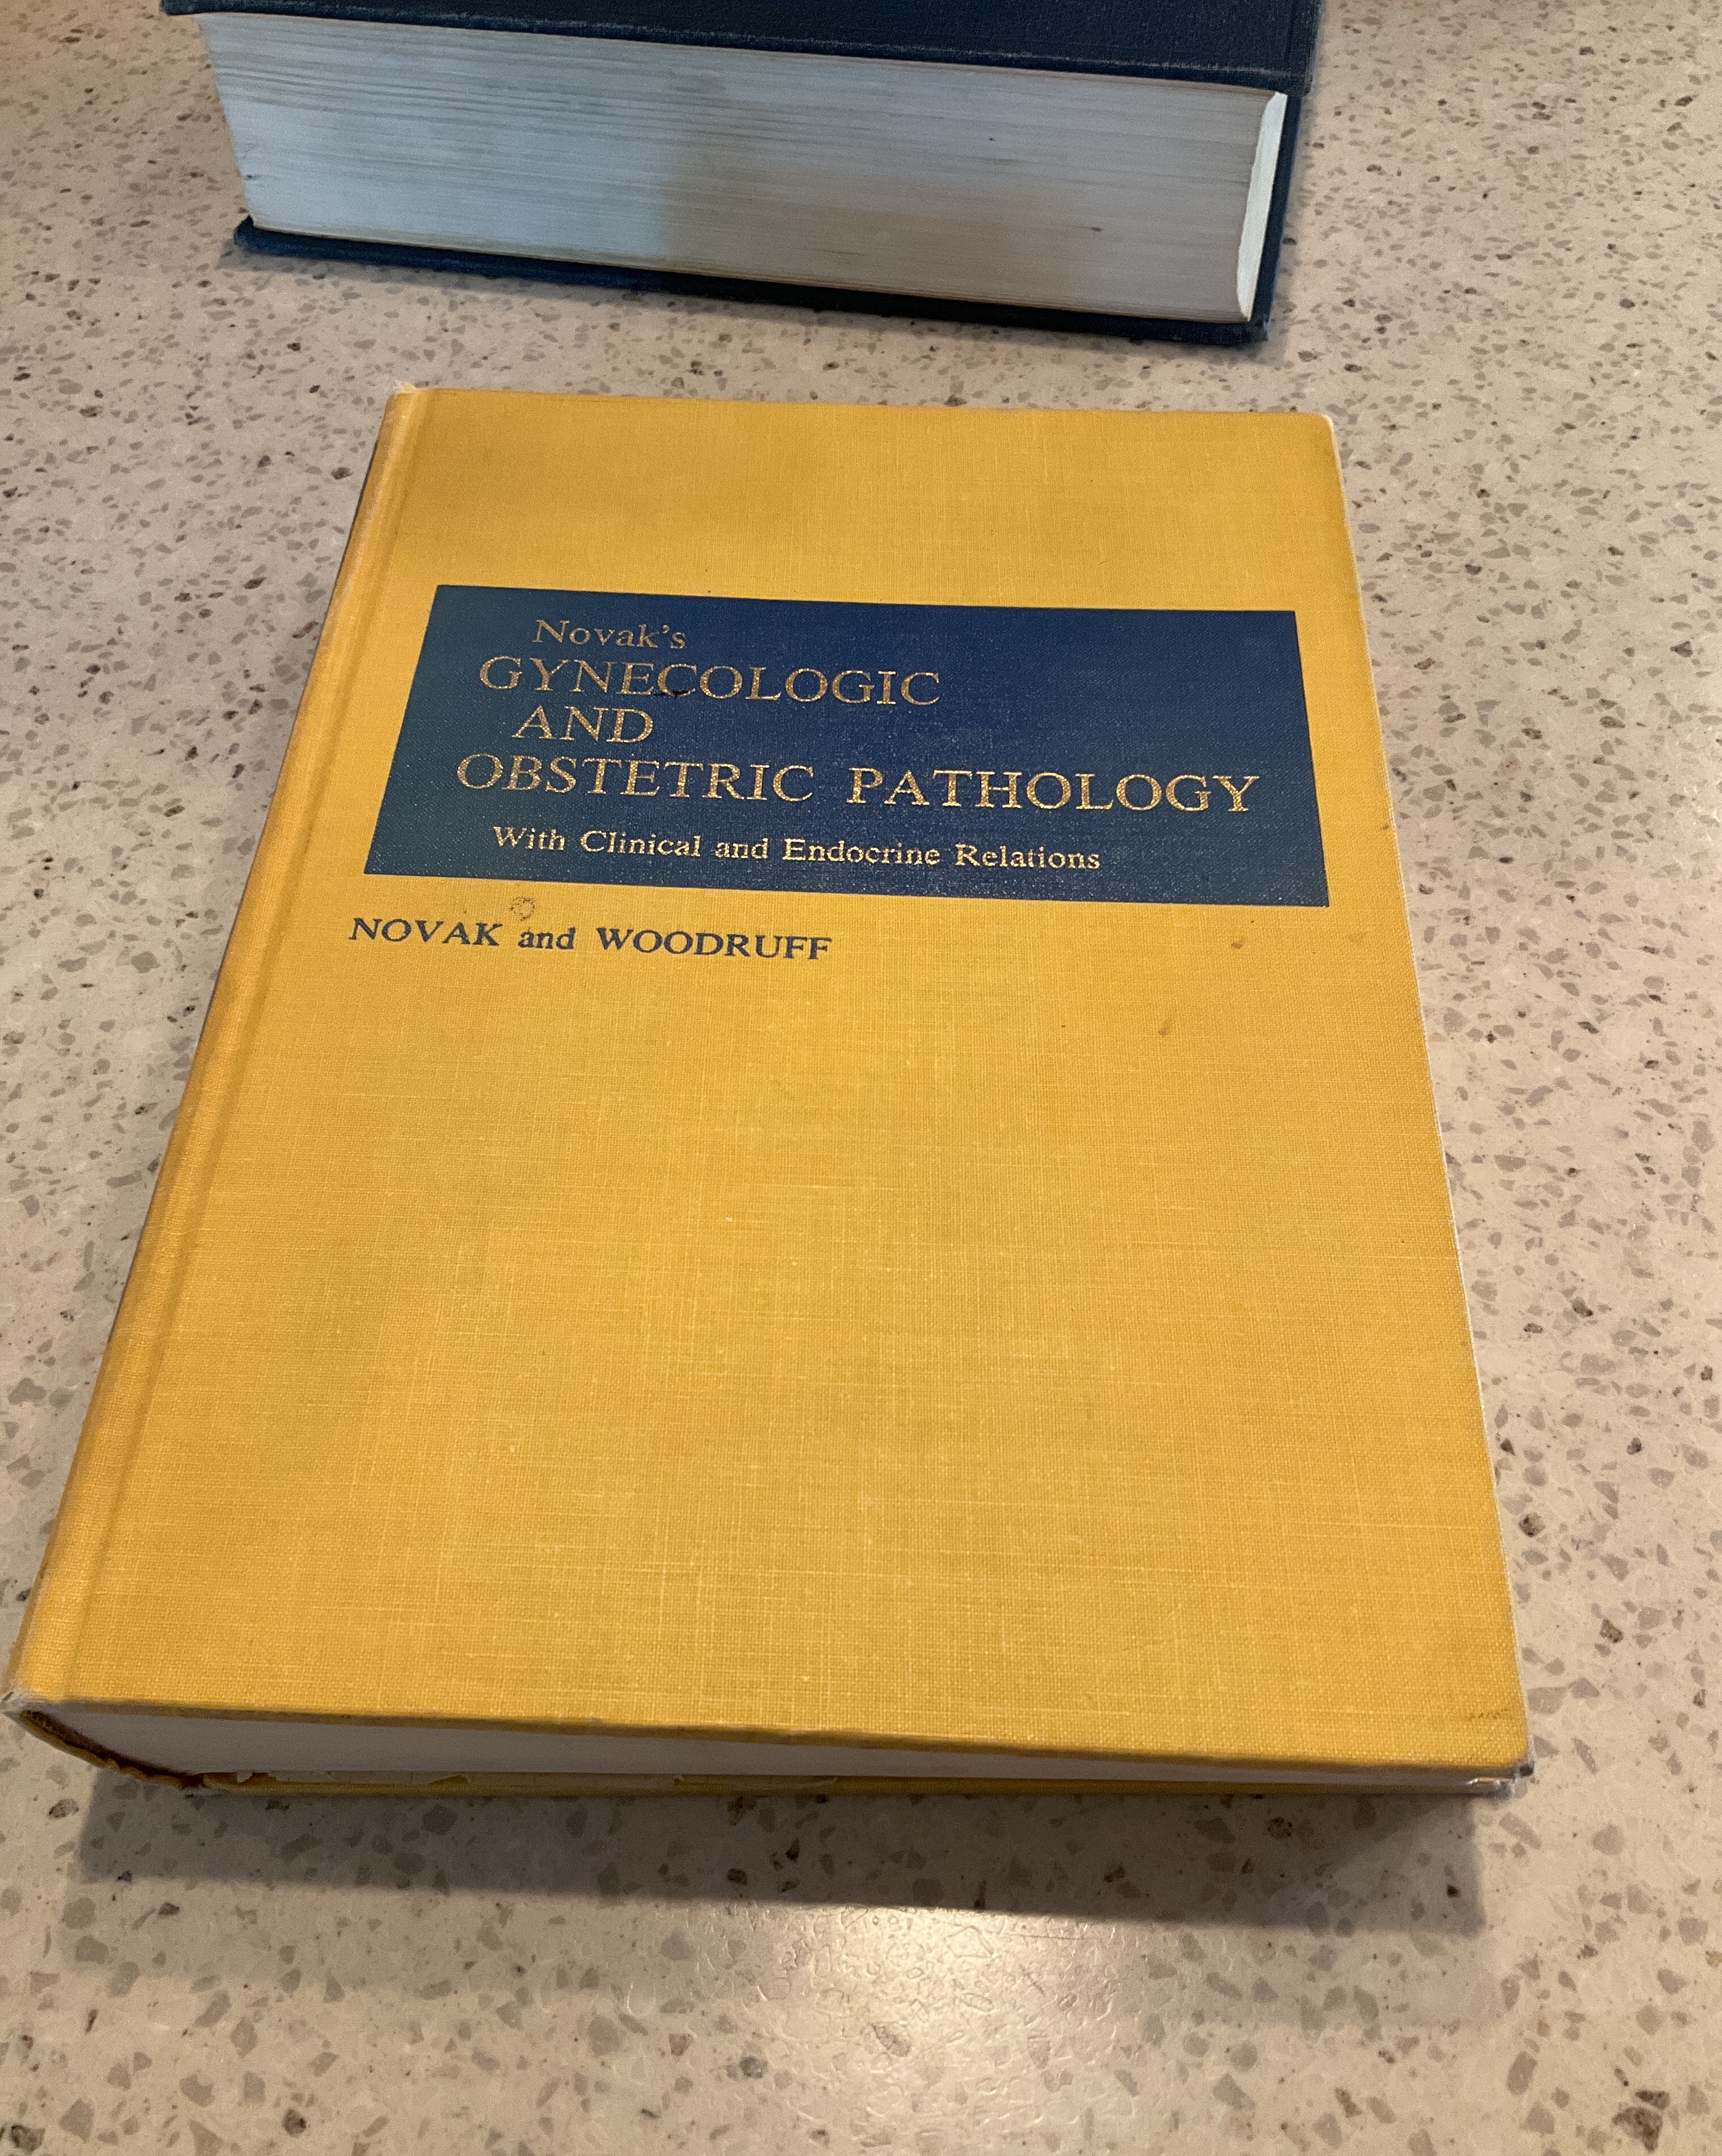 Novak's
GYNECOLOGIC
AND
OBSTETRIC PATHOLOGY
With Clinical and Endocrine Relations
NOVAK and WOODRUFF